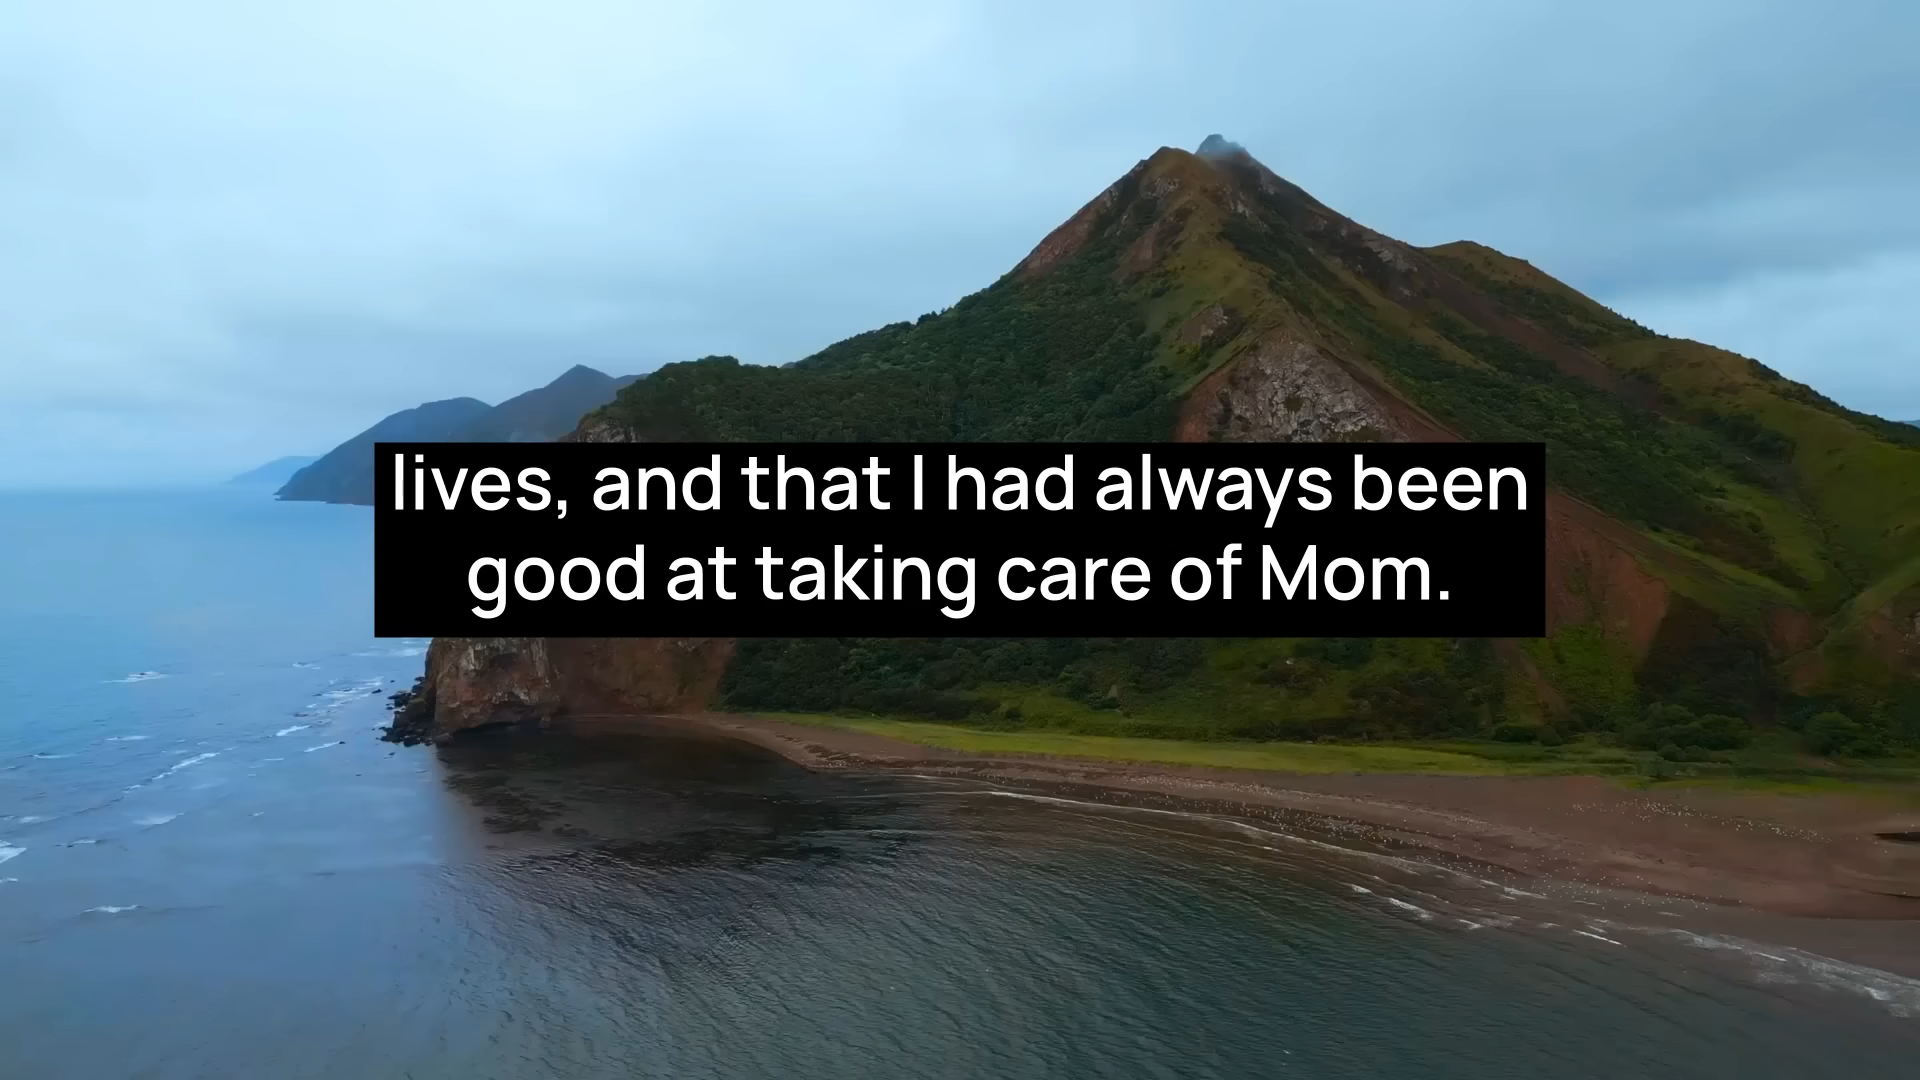 lives, and that I had always been
good at taking care of Mom.